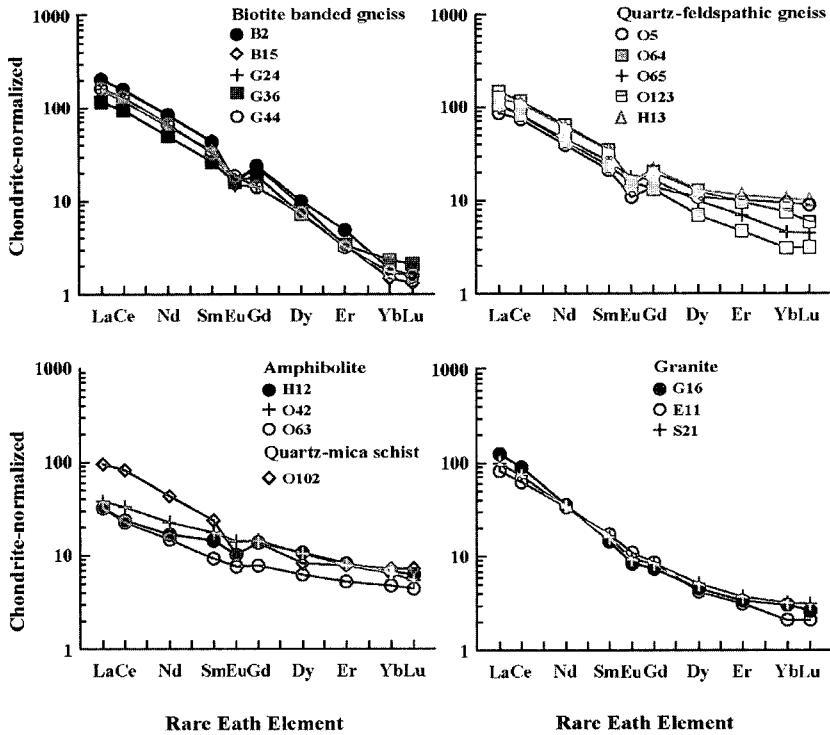 Biotite banded gneiss
B2
B15
G24
G36
G44
1000
100
10
1
Chondrite-normalized
LaCe Nd SmEuGd Dy Er YbLu
Quartz-feldspathic gneiss
O5
O64
O65
O123
H13
1000
100
10
1
LaCe Nd SmEuGd Dy Er YbLu
Amphibolite
H12
O42
O63
Quartz-mica schist
O102
1000
100
10
1
Chondrite-normalized
LaCe Nd SmEuGd Dy Er YbLu
Rare Eath Element
Granite
G16
E11
S21
1000
100
10
1
LaCe Nd SmEuGd Dy Er YbLu
Rare Eath Element